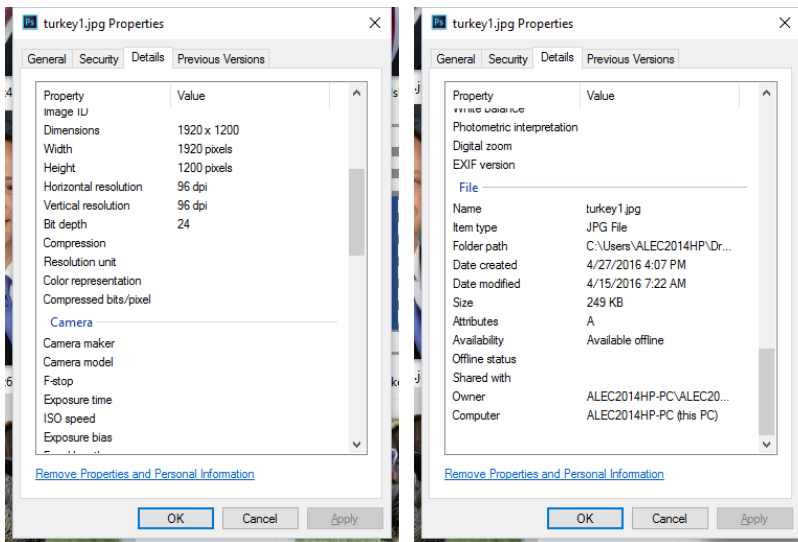 turkey1.jpg Properties
General Security Details Previous Versions
Property Value
Image ID
Dimensions 1920 x 1200
Width 1920 pixels
Height 1200 pixels
Horizontal resolution 96 dpi
Vertical resolution 96 dpi
Bit depth 24
Compression
Resolution unit
Color representation
Compressed bits/pixel
Camera
Camera maker
Camera model
F-stop
Exposure time
ISO speed
Exposure bias
Remove Properties and Personal Information
OK Cancel Apply
turkey1.jpg Properties
General Security Details Previous Versions
Property Value
White balance
Photometric interpretation
Digital zoom
EXIF version
File
Name turkey1.jpg
Item type JPG File
Folder path C:\Users\ALEC2014HP\Dr...
Date created 4/27/2016 4:07 PM
Date modified 4/15/2016 7:22 AM
Size 249 KB
Attributes A
Availability Available offline
Offline status
Shared with
Owner ALEC2014HP-PC\ALEC20...
Computer ALEC2014HP-PC (this PC)
Remove Properties and Personal Information
OK Cancel Apply